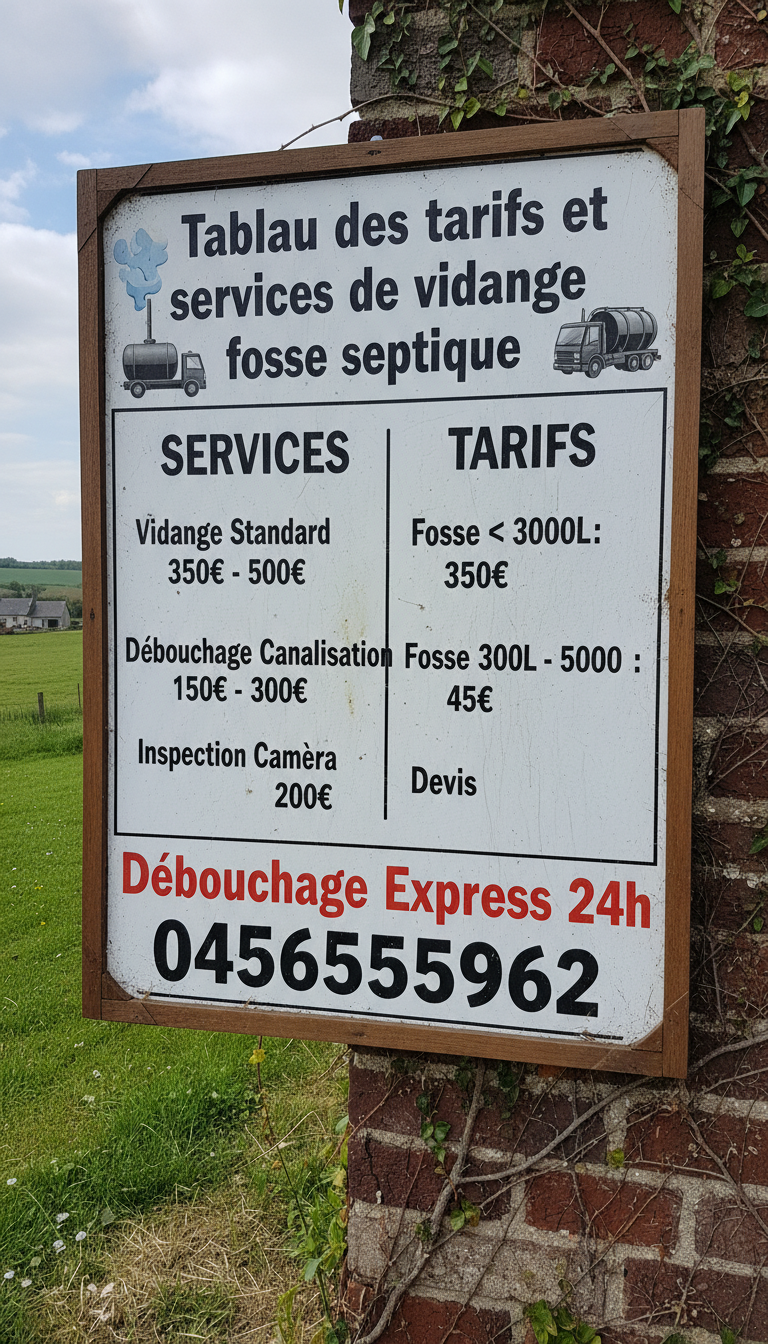 Tablau des tarifs et
services de vidange
fosse septique
SERVICES
Vidange Standard
350€ - 500€
Débouchage Canalisation
150€ - 300€
Inspection Camèra
200€
TARIFS
Fosse < 3000L:
350€
Fosse 300L - 5000 :
45€
Devis
Débouchage Express 24h
0456555962